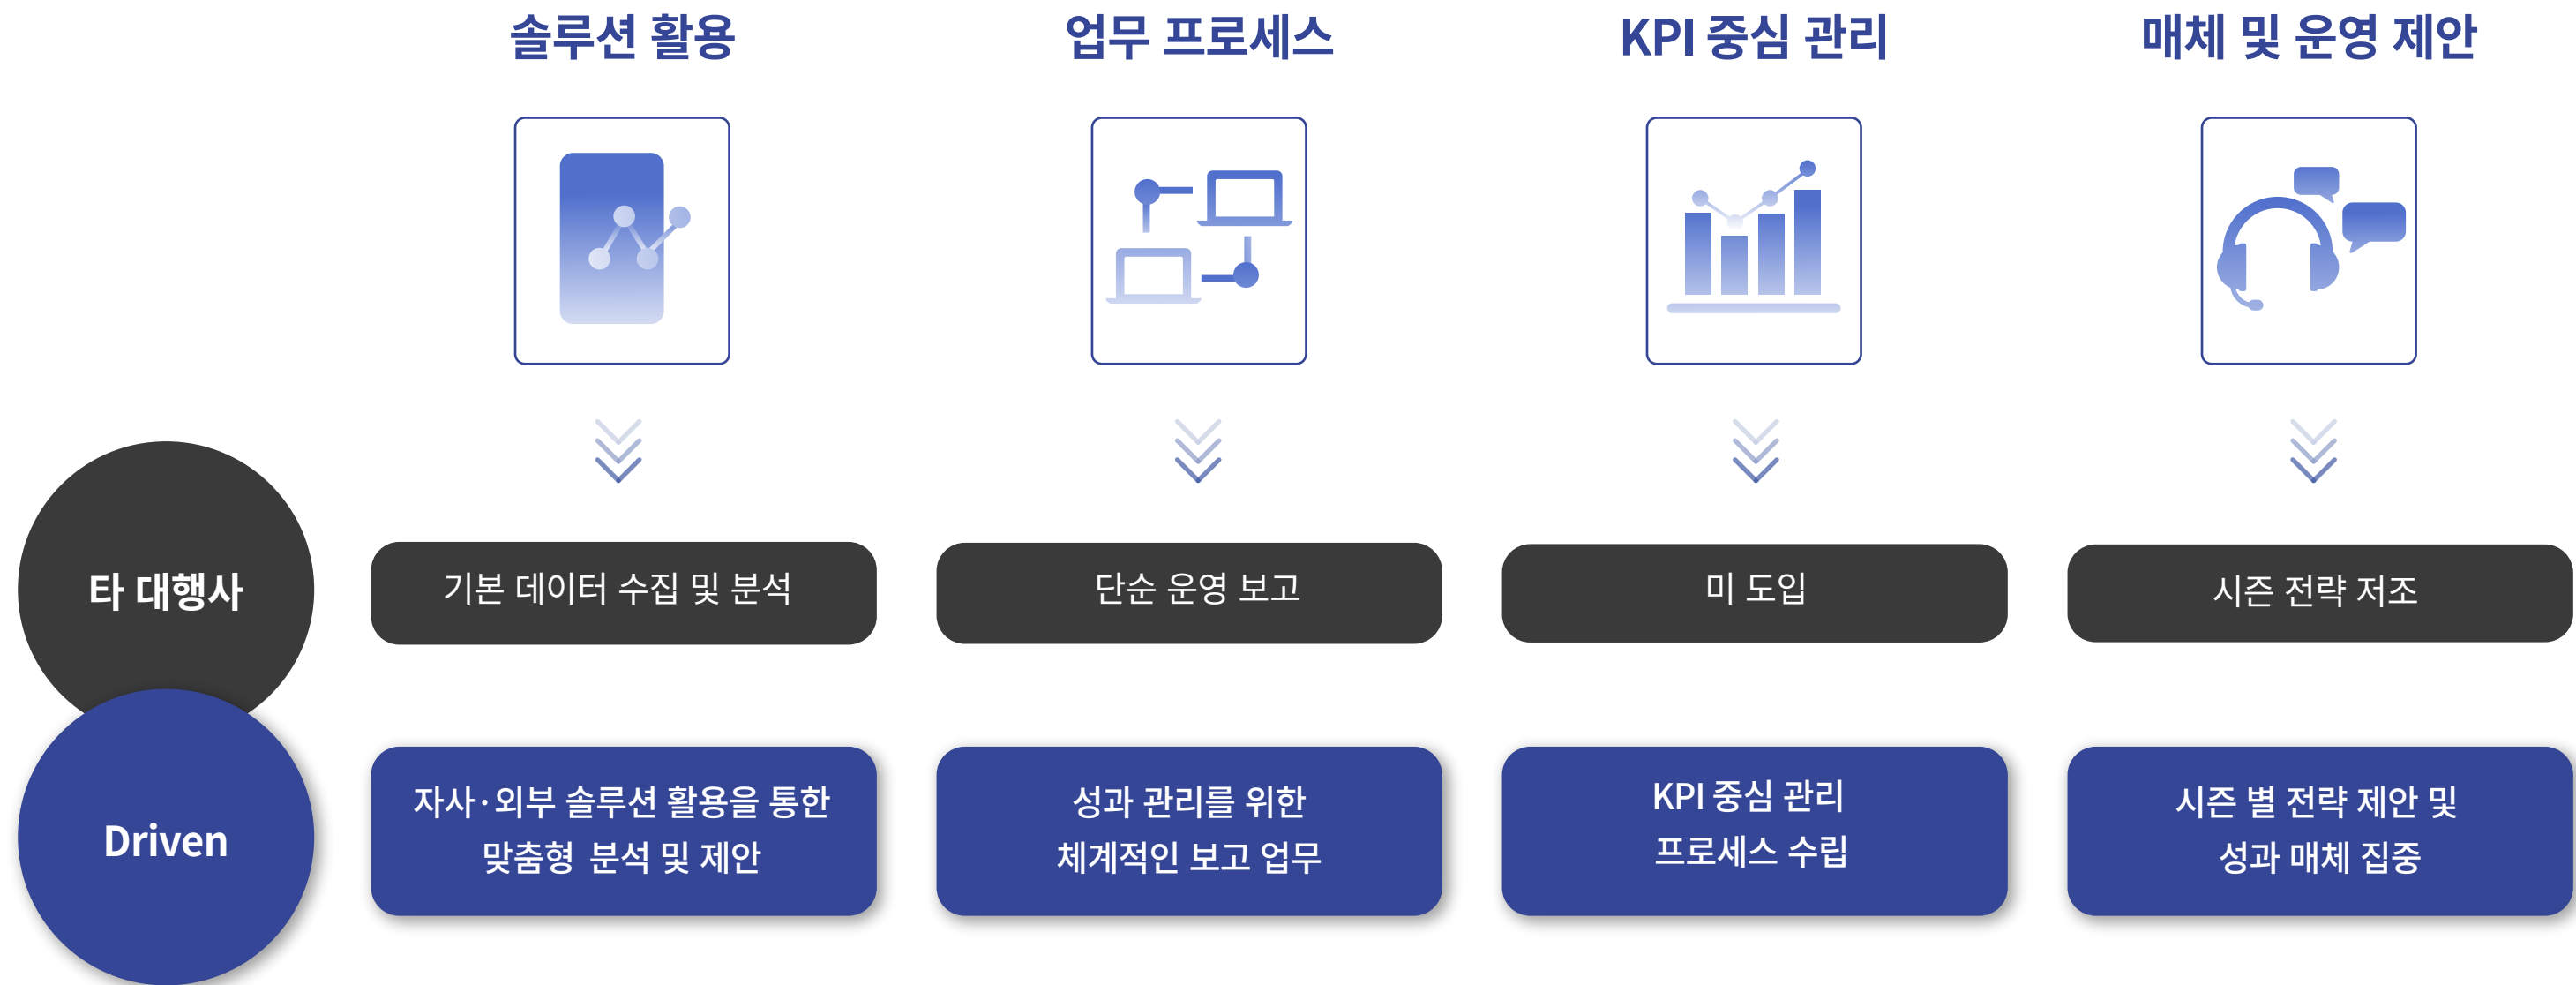 솔루션 활용
업무 프로세스
KPI 중심 관리
매체 및 운영 제안
타 대행사
기본 데이터 수집 및 분석
단순 운영 보고
미 도입
시즌 전략 저조
Driven
자사·외부 솔루션 활용을 통한
맞춤형 분석 및 제안
성과 관리를 위한
체계적인 보고 업무
KPI 중심 관리
프로세스 수립
시즌 별 전략 제안 및
성과 매체 집중